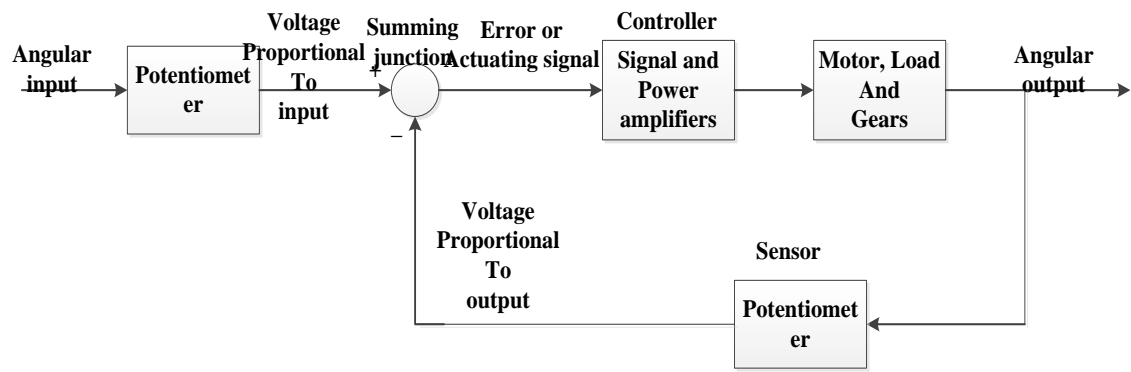 Angular
input
Potentiomet
er
Voltage
Proportional
To
input
Summing
junction
+
–
Error or
Actuating signal
Controller
Signal and
Power
amplifiers
Motor, Load
And
Gears
Angular
output
Voltage
Proportional
To
output
Sensor
Potentiomet
er